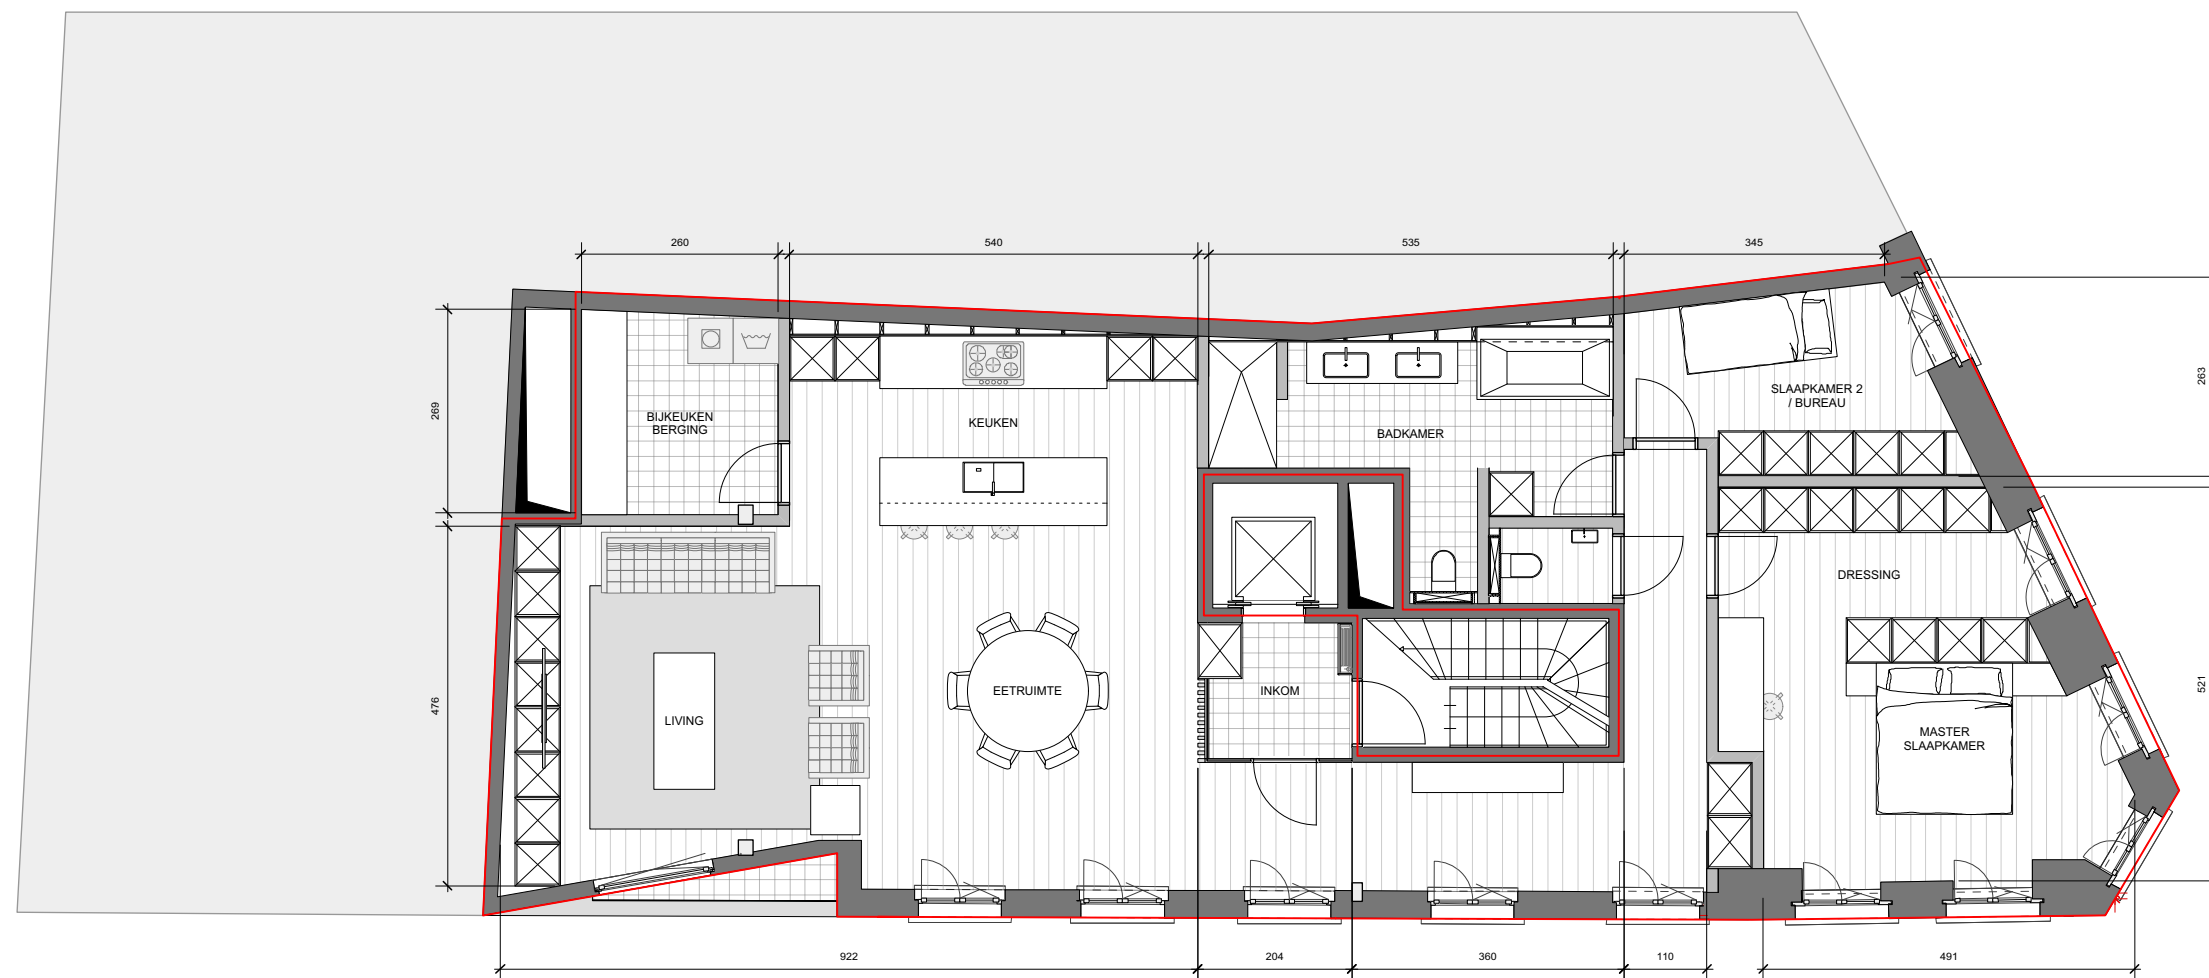 260
540
535
345
269
476
263
521
BIJKEUKEN
BERGING
KEUKEN
BADKAMER
SLAAPKAMER 2
/ BUREAU
DRESSING
LIVING
EETRUIMTE
INKOM
MASTER
SLAAPKAMER
922
204
360
110
491